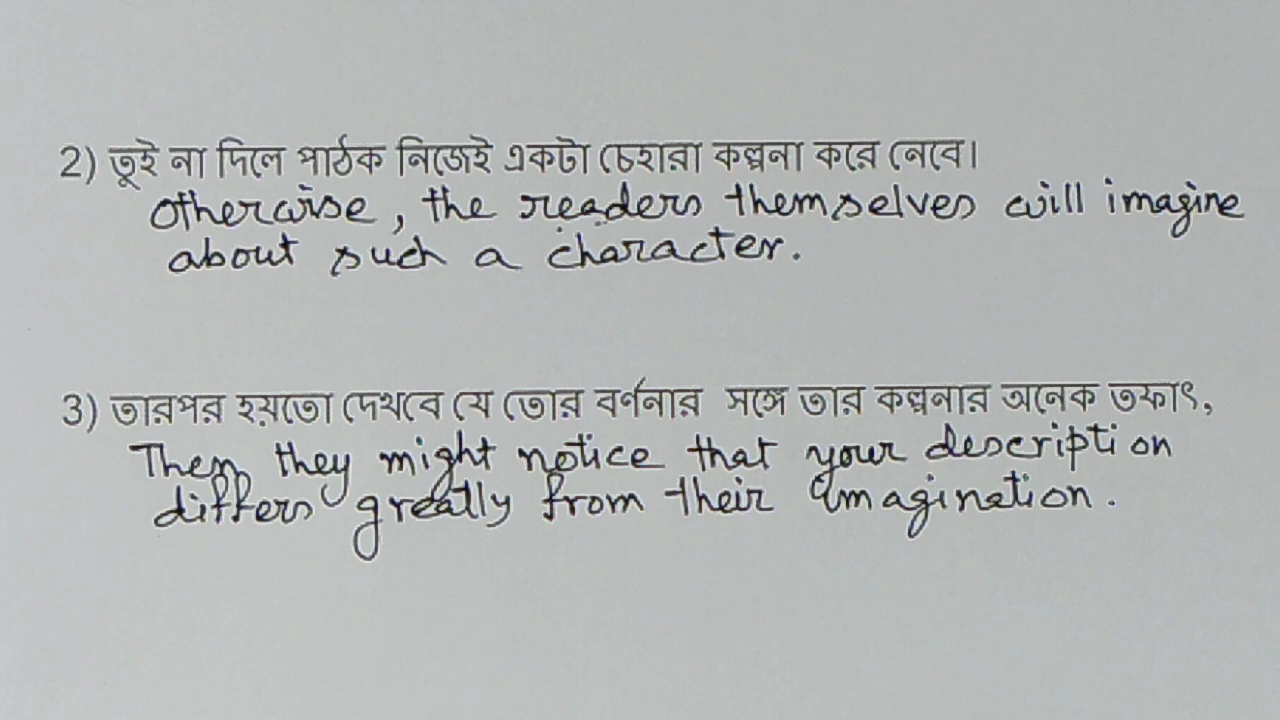 2) তুই না দিলে পাঠক নিজেই একটা চেহারা কল্পনা করে নেবে।
Otherwise, the readers themselves will imagine
about such a character.
3) তারপর হয়তো দেখবে যে তোর বর্ণনার সঙ্গে তার কল্পনার অনেক তফাৎ,
Then they might notice that your description
differs greatly from their imagination.